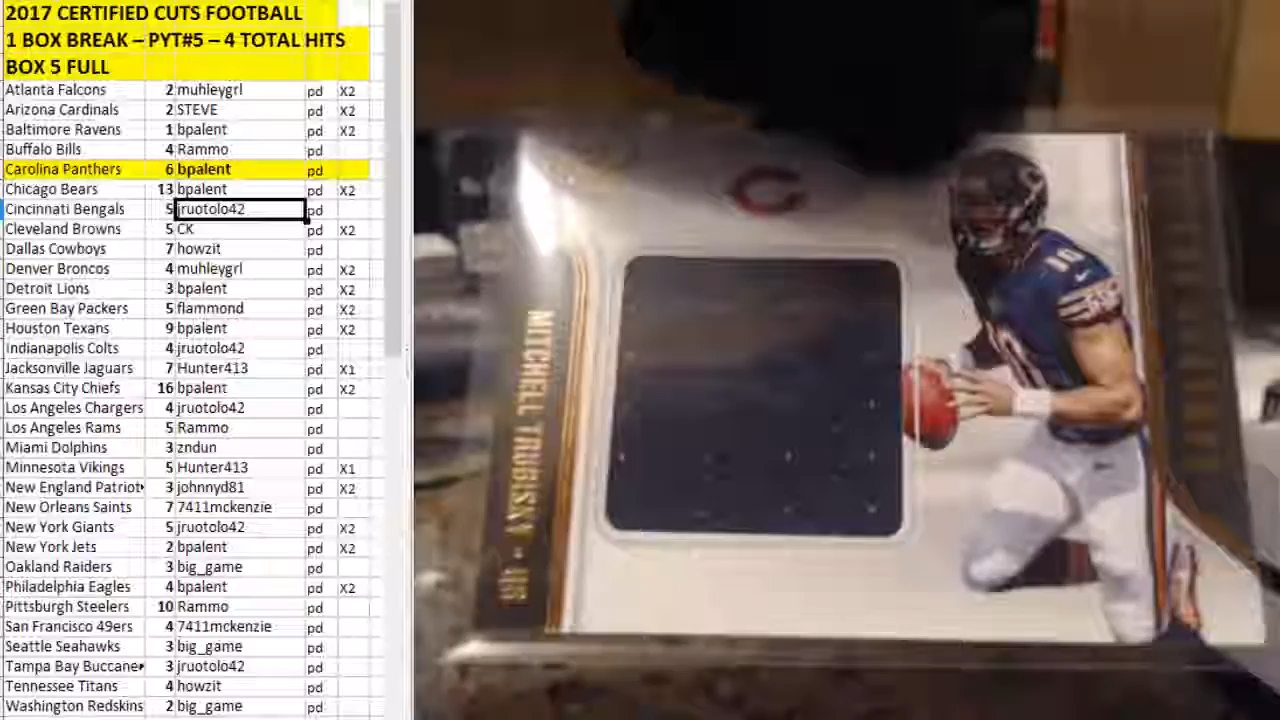 2017 CERTIFIED CUTS FOOTBALL
1 BOX BREAK – PYT#5 – 4 TOTAL HITS
BOX 5 FULL
Atlanta Falcons 2 muhleygrl pd X2
Arizona Cardinals 2 STEVE pd X2
Baltimore Ravens 1 bpalent pd X2
Buffalo Bills 4 Rammo pd
Carolina Panthers 6 bpalent pd
Chicago Bears 13 bpalent pd X2
Cincinnati Bengals 5 jruotolo42 pd
Cleveland Browns 5 CK pd X2
Dallas Cowboys 7 howzit pd
Denver Broncos 4 muhleygrl pd X2
Detroit Lions 3 bpalent pd X2
Green Bay Packers 5 flammond pd X2
Houston Texans 9 bpalent pd X2
Indianapolis Colts 4 jruotolo42 pd
Jacksonville Jaguars 7 Hunter413 pd X1
Kansas City Chiefs 16 bpalent pd X2
Los Angeles Chargers 4 jruotolo42 pd
Los Angeles Rams 5 Rammo pd
Miami Dolphins 3 zndun pd
Minnesota Vikings 5 Hunter413 pd X1
New England Patriot 3 johnnyd81 pd X2
New Orleans Saints 7 7411mckenzie pd
New York Giants 5 jruotolo42 pd X2
New York Jets 2 bpalent pd X2
Oakland Raiders 3 big_game pd
Philadelphia Eagles 4 bpalent pd X2
Pittsburgh Steelers 10 Rammo pd
San Francisco 49ers 4 7411mckenzie pd
Seattle Seahawks 3 big_game pd
Tampa Bay Buccane 3 jruotolo42 pd
Tennessee Titans 4 howzit pd
Washington Redskins 2 big_game pd
MITCHELL TRUBISKY - QB
10
10